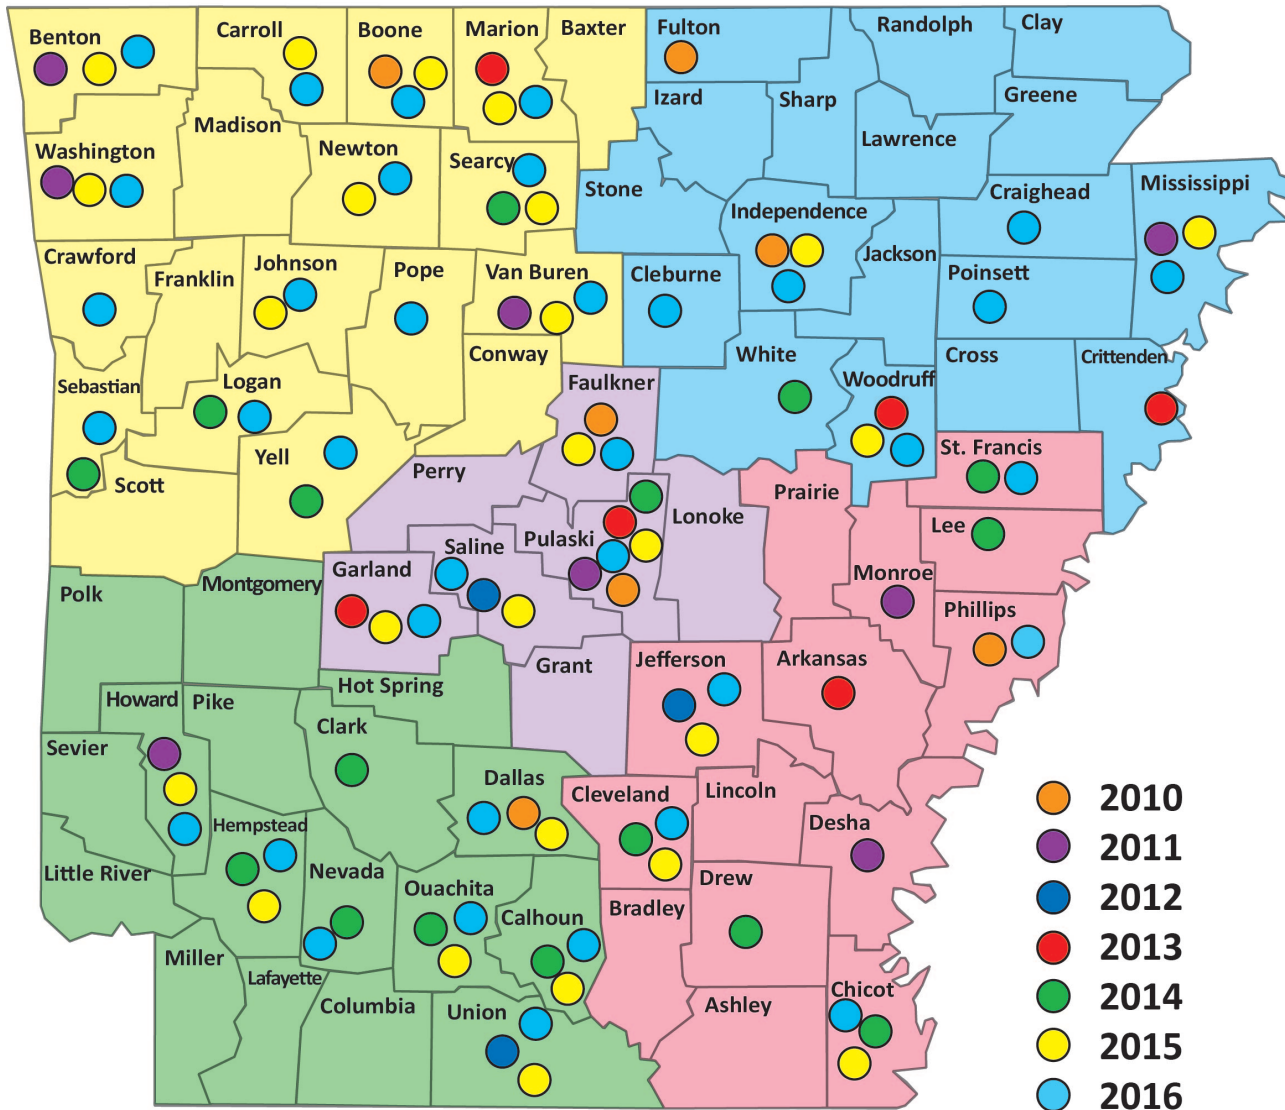 Benton
Carroll
Boone
Marion
Baxter
Fulton
Randolph
Clay
Izard
Sharp
Greene
Madison
Washington
Newton
Searcy
Lawrence
Stone
Independence
Craighead
Mississippi
Crawford
Franklin
Johnson
Pope
Van Buren
Cleburne
Jackson
Poinsett
Sebastian
Logan
Conway
Faulkner
White
Woodruff
Cross
Crittenden
Scott
Yell
Perry
Prairie
St. Francis
Lonoke
Lee
Saline
Pulaski
Garland
Monroe
Phillips
Polk
Montgomery
Grant
Jefferson
Arkansas
Howard
Pike
Hot Spring
Clark
Sevier
Dallas
Cleveland
Lincoln
Desha
Hempstead
Little River
Nevada
Ouachita
Calhoun
Bradley
Drew
Miller
Lafayette
Columbia
Union
Ashley
Chicot
2010
2011
2012
2013
2014
2015
2016